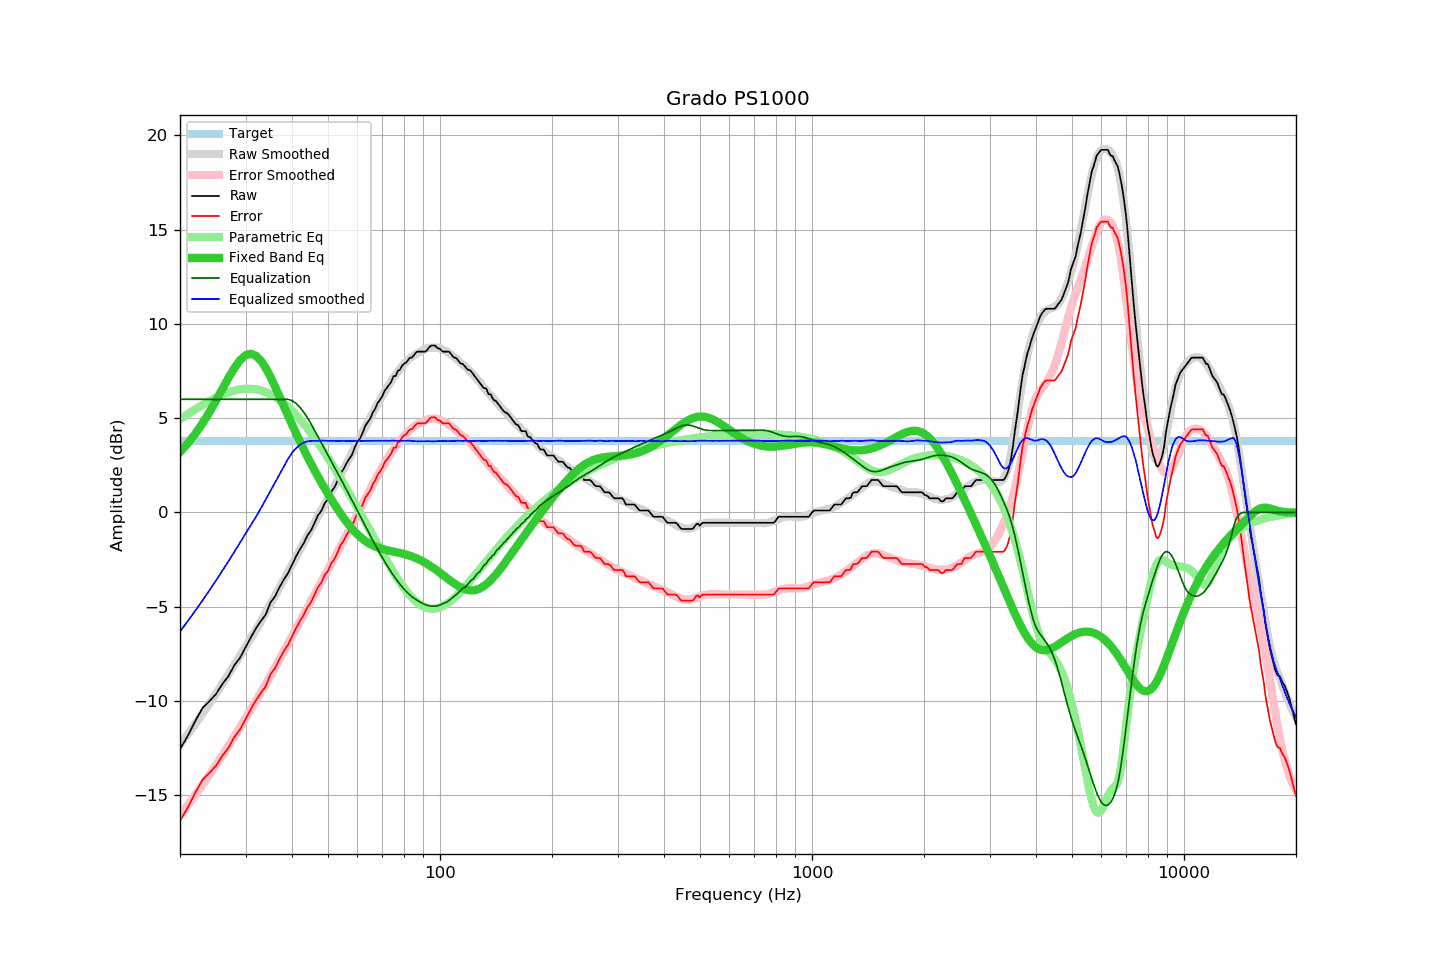 Grado PS1000
20
15
10
5
0
−5
−10
−15
Amplitude (dBr)
Target
Raw Smoothed
Error Smoothed
Raw
Error
Parametric Eq
Fixed Band Eq
Equalization
Equalized smoothed
100
1000
10000
Frequency (Hz)